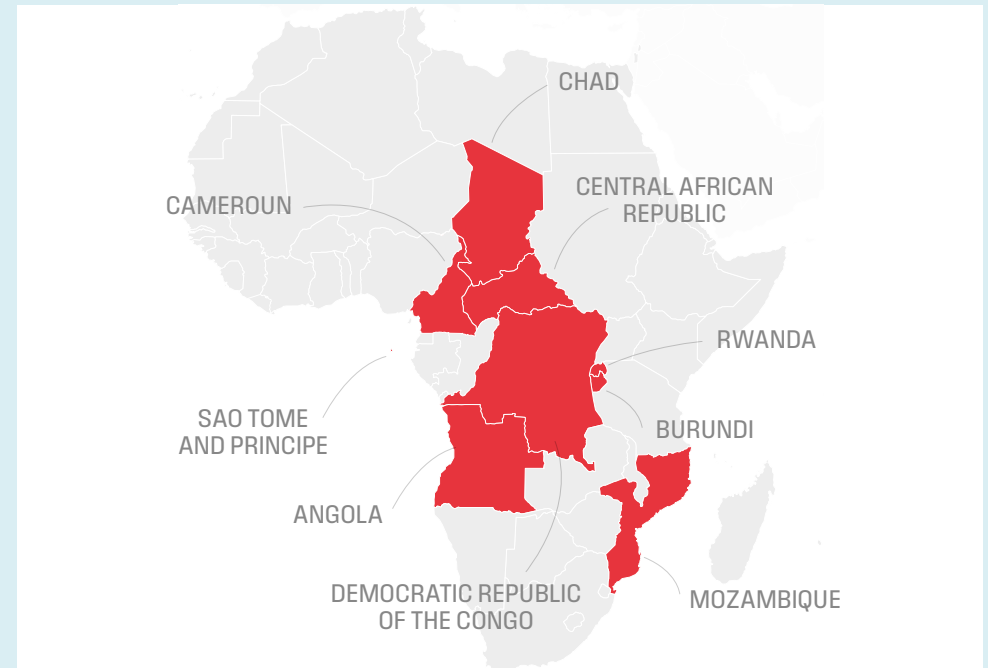 CHAD
CENTRAL AFRICAN
REPUBLIC
CAMEROUN
RWANDA
SAO TOME
AND PRINCIPE
BURUNDI
ANGOLA
DEMOCRATIC REPUBLIC
OF THE CONGO
MOZAMBIQUE